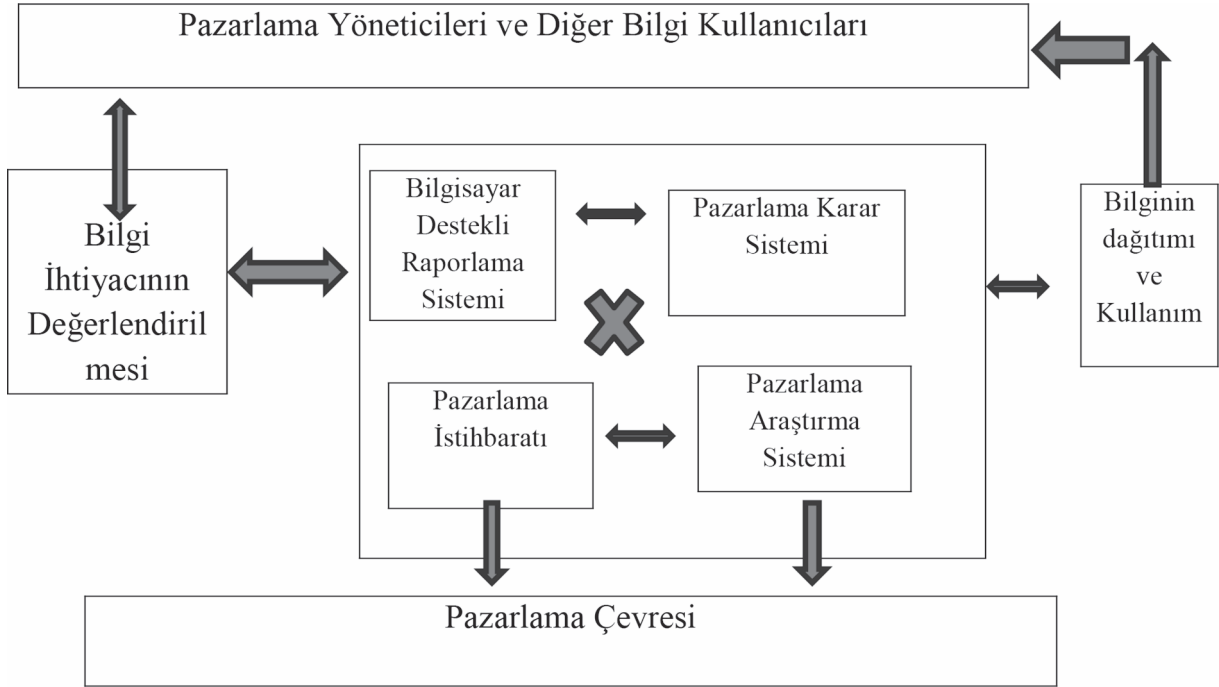 Pazarlama Yöneticileri ve Diğer Bilgi Kullanıcıları
Bilgi
İhtiyacının
Değerlendiril
mesi
Bilgisayar
Destekli
Raporlama
Sistemi
Pazarlama Karar
Sistemi
Pazarlama
İstihbaratı
Pazarlama
Araştırma
Sistemi
Bilginin
dağıtımı
ve
Kullanım
Pazarlama Çevresi